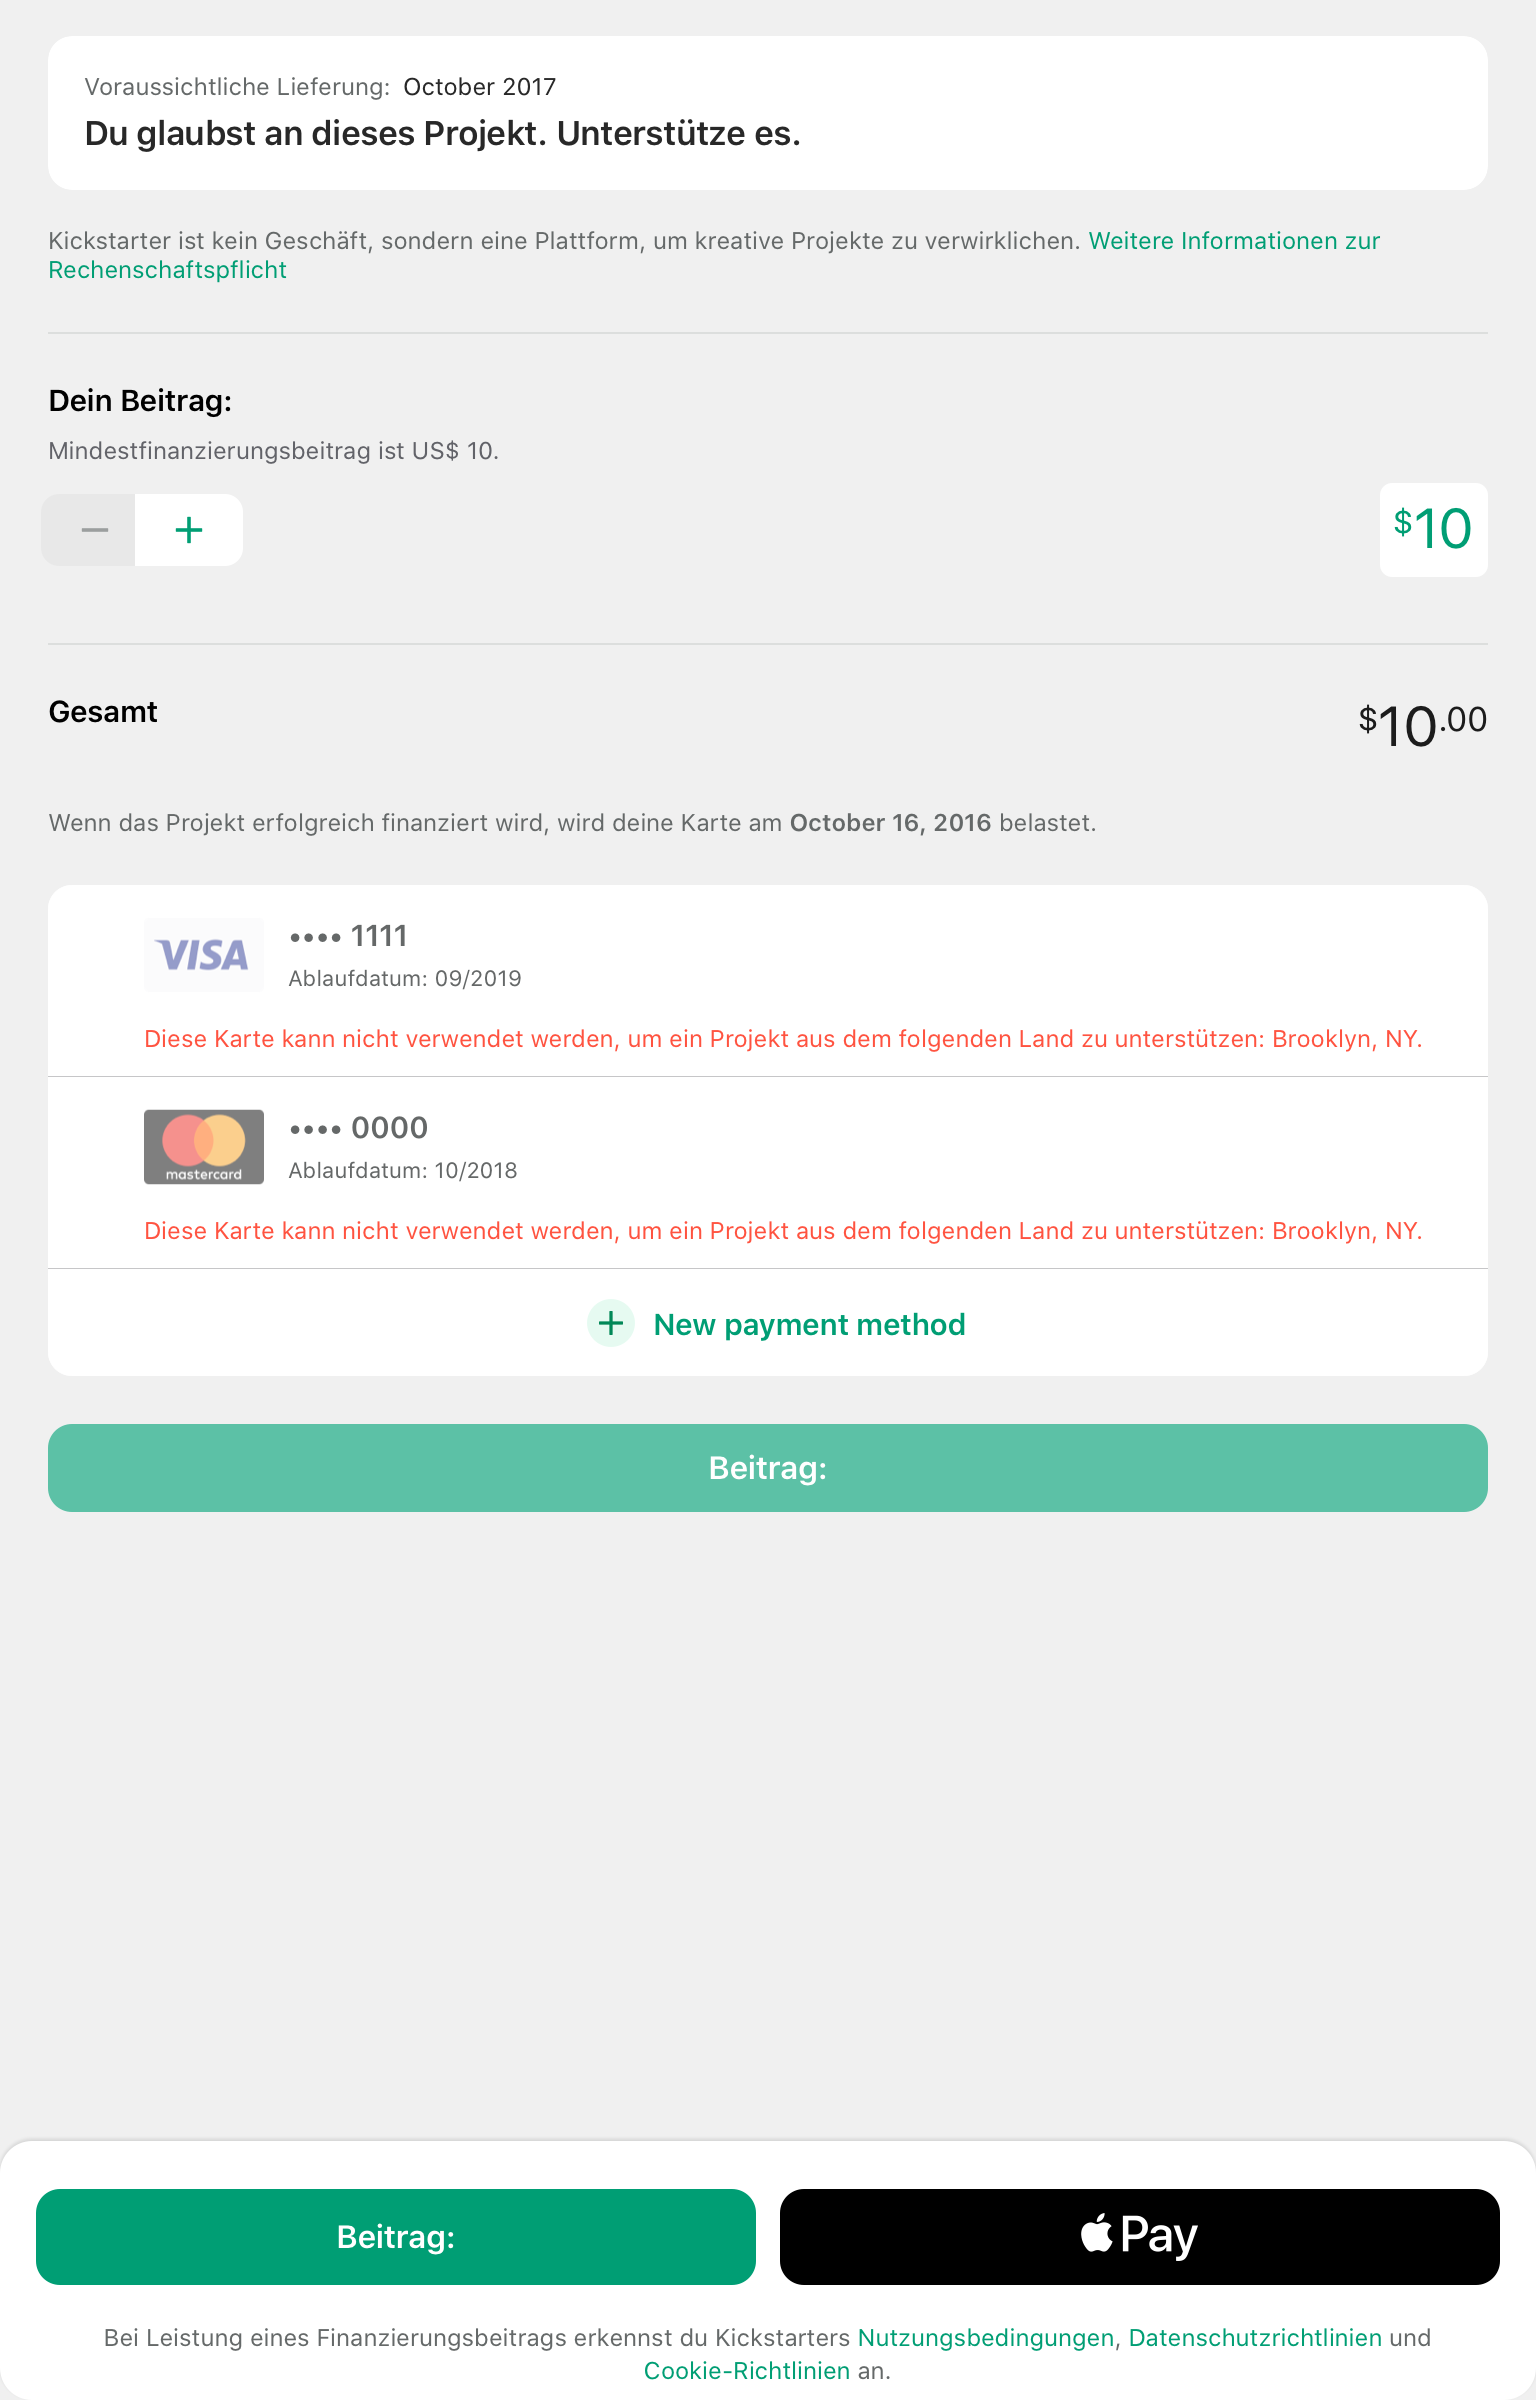 Voraussichtliche Lieferung: October 2017
Du glaubst an dieses Projekt. Unterstütze es.
Kickstarter ist kein Geschäft, sondern eine Plattform, um kreative Projekte zu verwirklichen. Weitere Informationen zur
Rechenschaftspflicht
Dein Beitrag:
Mindestfinanzierungsbeitrag ist US$ 10.
$10
Gesamt
$10.00
Wenn das Projekt erfolgreich finanziert wird, wird deine Karte am October 16, 2016 belastet.
VISA
•••• 1111
Ablaufdatum: 09/2019
Diese Karte kann nicht verwendet werden, um ein Projekt aus dem folgenden Land zu unterstützen: Brooklyn, NY.
mastercard
•••• 0000
Ablaufdatum: 10/2018
Diese Karte kann nicht verwendet werden, um ein Projekt aus dem folgenden Land zu unterstützen: Brooklyn, NY.
New payment method
Beitrag:
Beitrag:
Pay
Bei Leistung eines Finanzierungsbeitrags erkennst du Kickstarters Nutzungsbedingungen, Datenschutzrichtlinien und
Cookie-Richtlinien an.